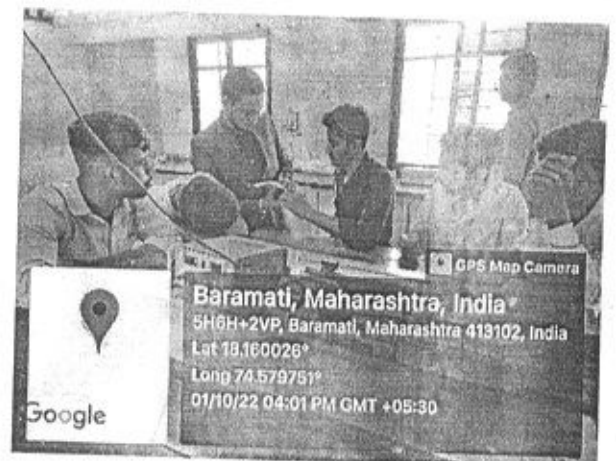 GPS Map Camera
Baramati, Maharashtra, India
5H6H+2VP, Baramati, Maharashtra 413102, India
Lat 18.160026°
Long 74.579751°
01/10/22 04:01 PM GMT +05:30
Google